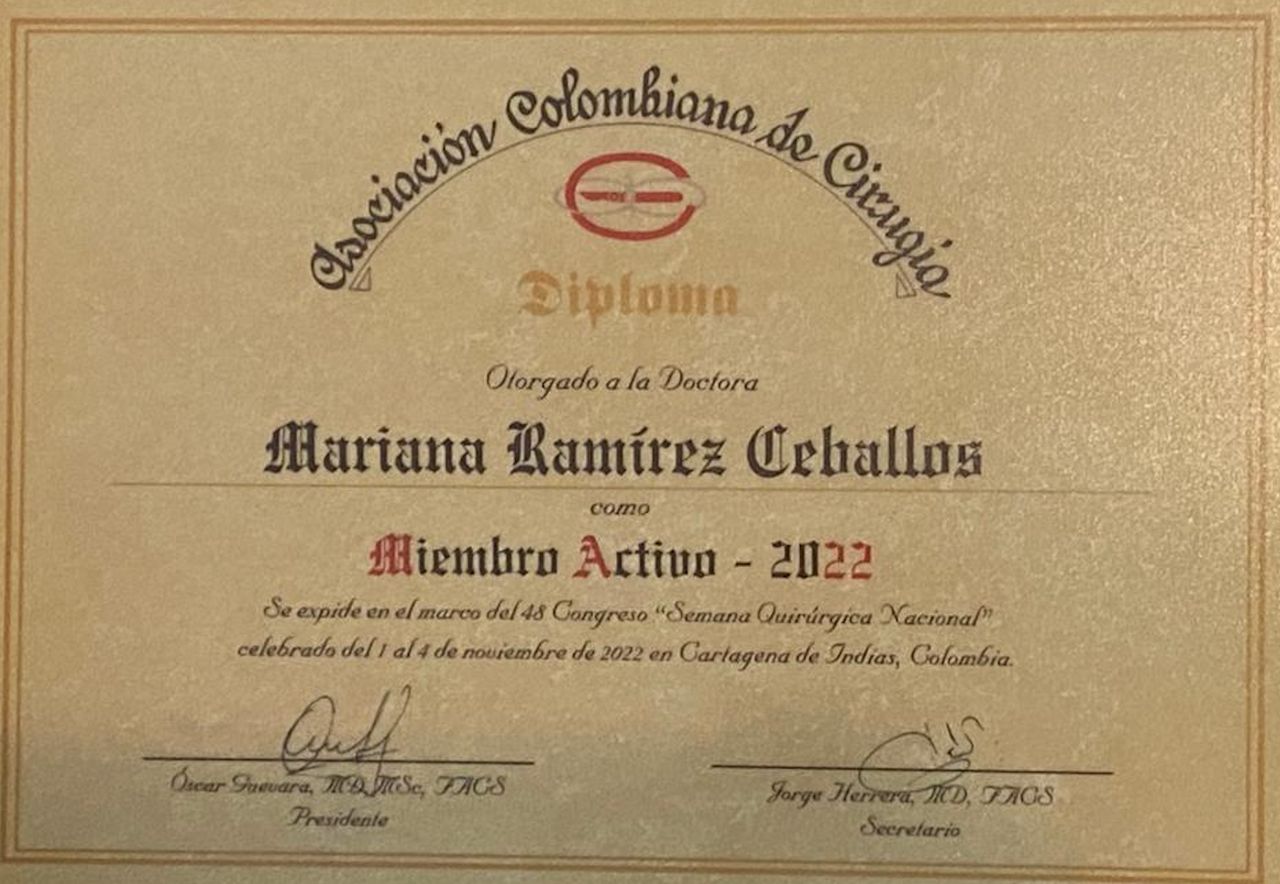 Asociación Colombiana de Cirugía
Diploma
Otorgado a la Doctora
Mariana Ramírez Ceballos
como
Miembro Activo - 2022
Se expide en el marco del 48 Congreso “Semana Quirúrgica Nacional”
celebrado del 1 al 4 de noviembre de 2022 en Cartagena de Indias, Colombia.
Óscar Guevara, MD, MSc, FACS
Presidente
Jorge Herrera, MD, FACS
Secretario